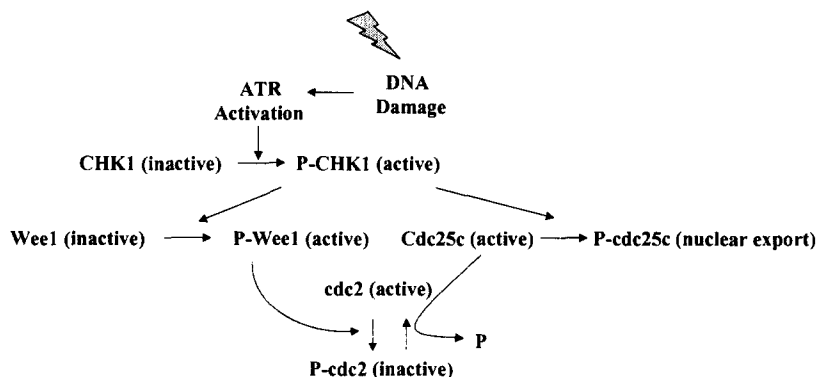 DNA
Damage
ATR
Activation
CHK1 (inactive) P-CHK1 (active)
Wee1 (inactive) P-Wee1 (active) Cdc25c (active) P-cdc25c (nuclear export)
cdc2 (active)
P
P-cdc2 (inactive)